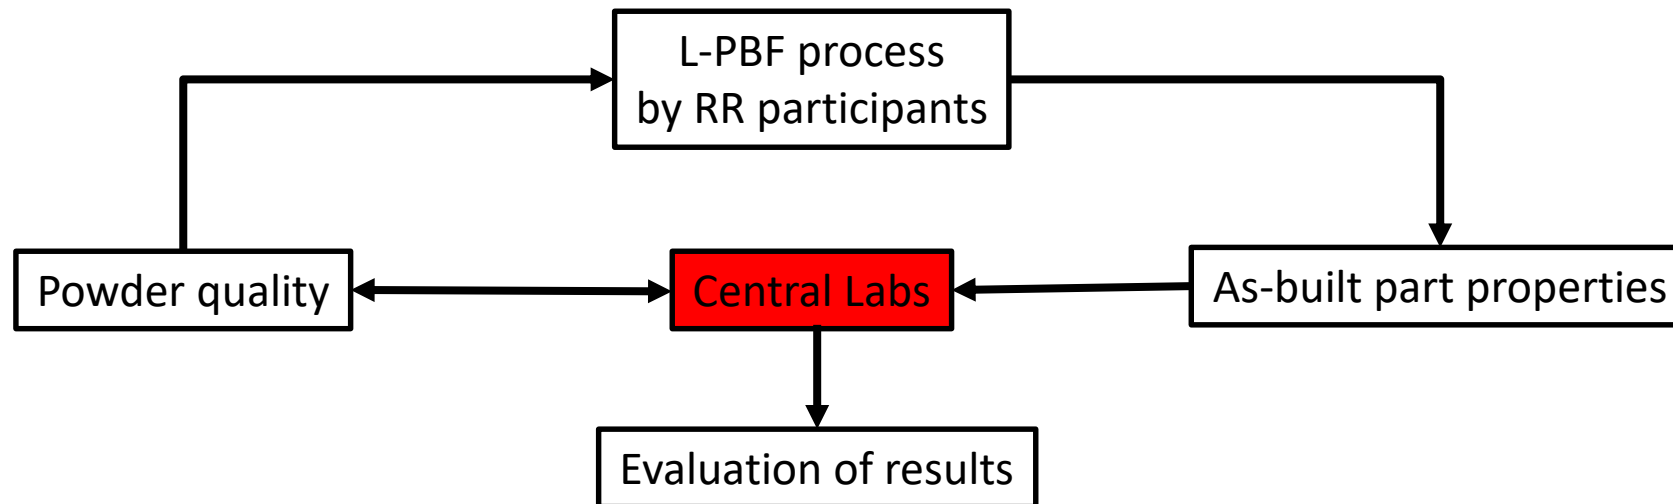 L-PBF process
by RR participants
Powder quality
Central Labs
As-built part properties
Evaluation of results